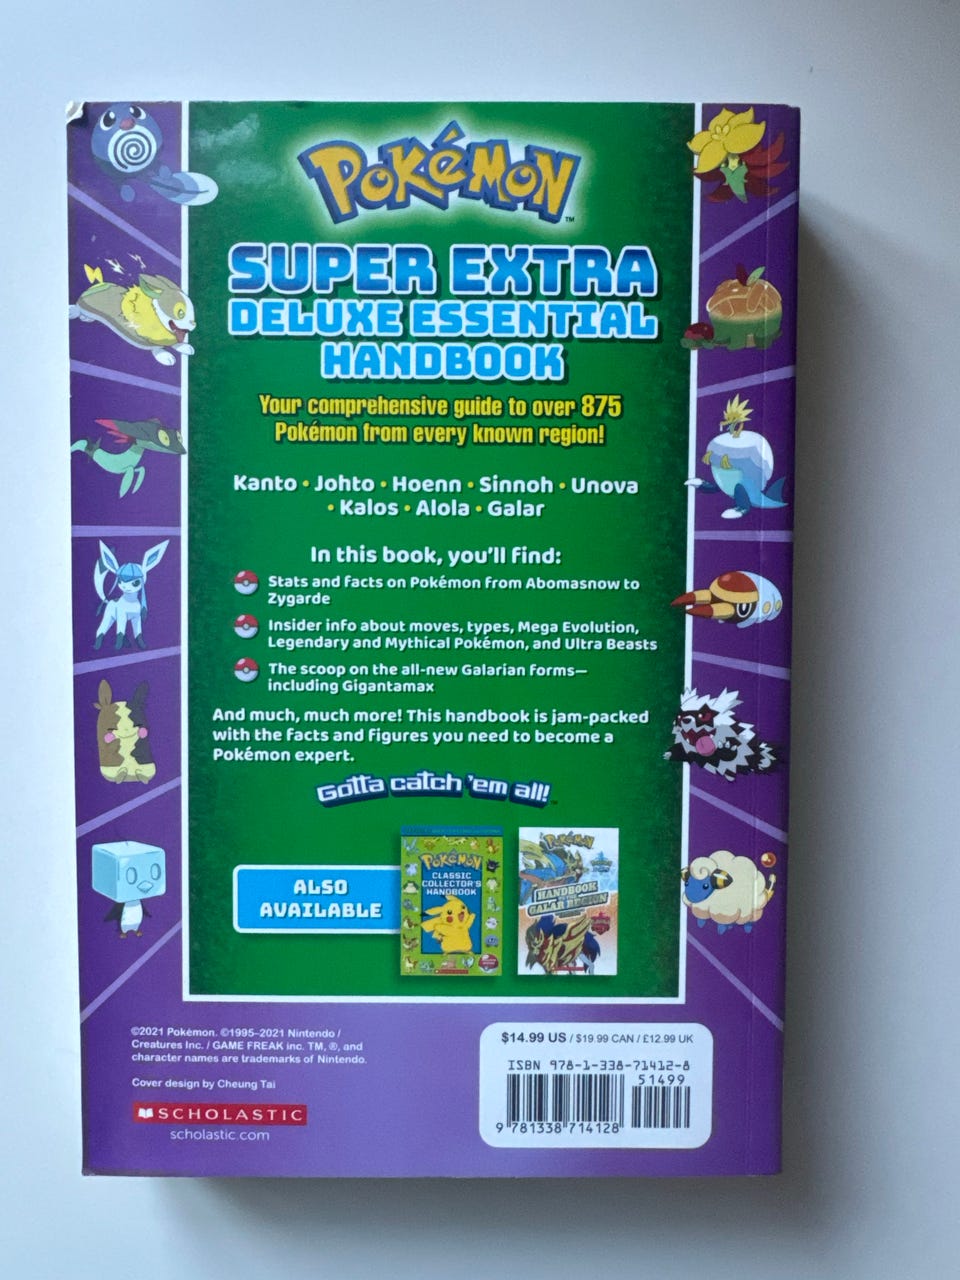 POKéMON™
SUPER EXTRA
DELUXE ESSENTIAL
HANDBOOK
Your comprehensive guide to over 875
Pokémon from every known region!
Kanto • Johto • Hoenn • Sinnoh • Unova
• Kalos • Alola • Galar
In this book, you'll find:
Stats and facts on Pokémon from Abomasnow to
Zygarde
Insider info about moves, types, Mega Evolution,
Legendary and Mythical Pokémon, and Ultra Beasts
The scoop on the all-new Galarian forms—
including Gigantamax
And much, much more! This handbook is jam-packed
with the facts and figures you need to become a
Pokémon expert.
Gotta catch 'em all!™
ALSO
AVAILABLE
POKéMON
CLASSIC
COLLECTOR'S
HANDBOOK
POKéMON
HANDBOOK
TO THE
GALAR REGION
©2021 Pokémon. ©1995–2021 Nintendo /
Creatures Inc. / GAME FREAK inc. TM, ®, and
character names are trademarks of Nintendo.
Cover design by Cheung Tai
SCHOLASTIC
scholastic.com
$14.99 US / $19.99 CAN / £12.99 UK
ISBN 978-1-338-71412-8
51499
9 781338 714128